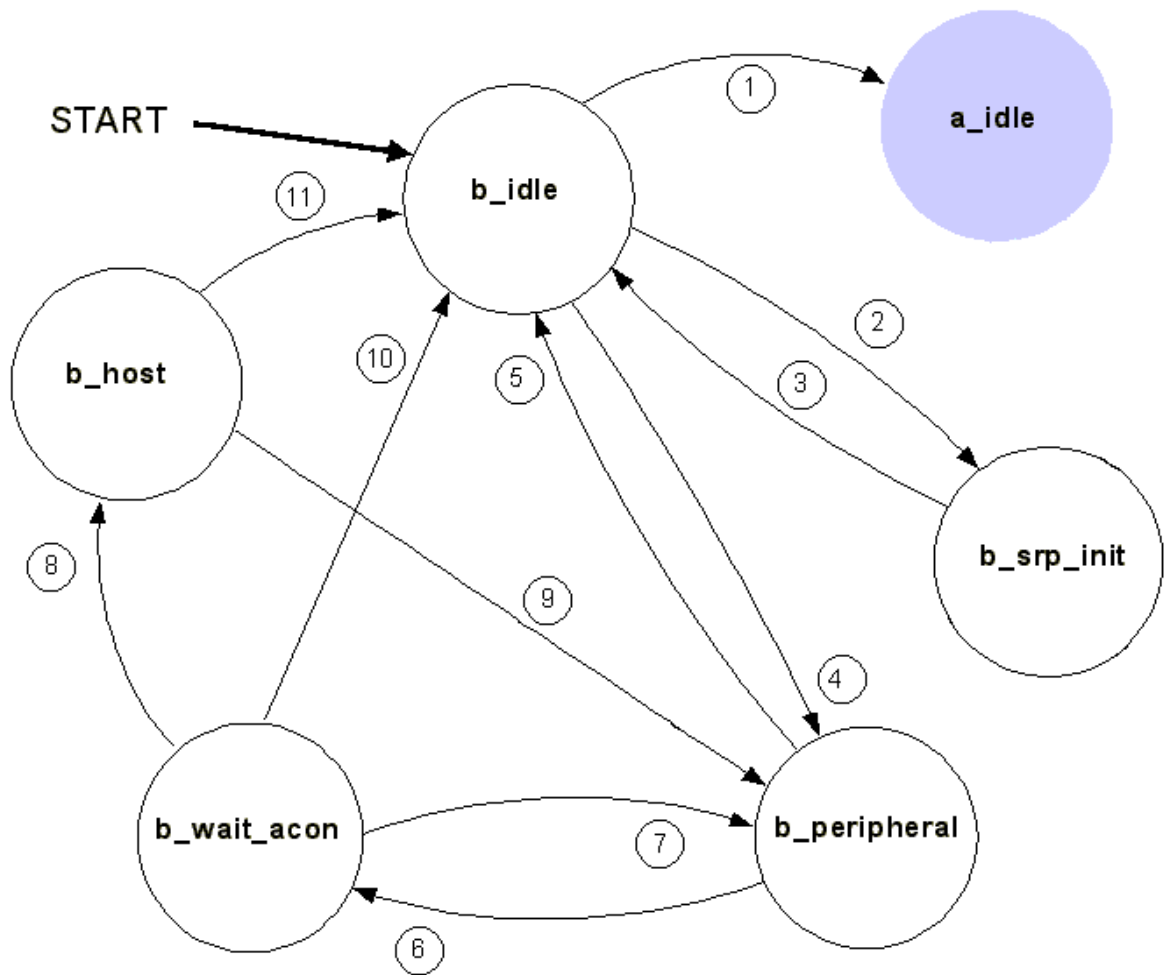 1
a_idle
START
b_idle
11
2
10
b_host
5
3
b_srp_init
8
9
4
b_wait_acon
b_peripheral
7
6